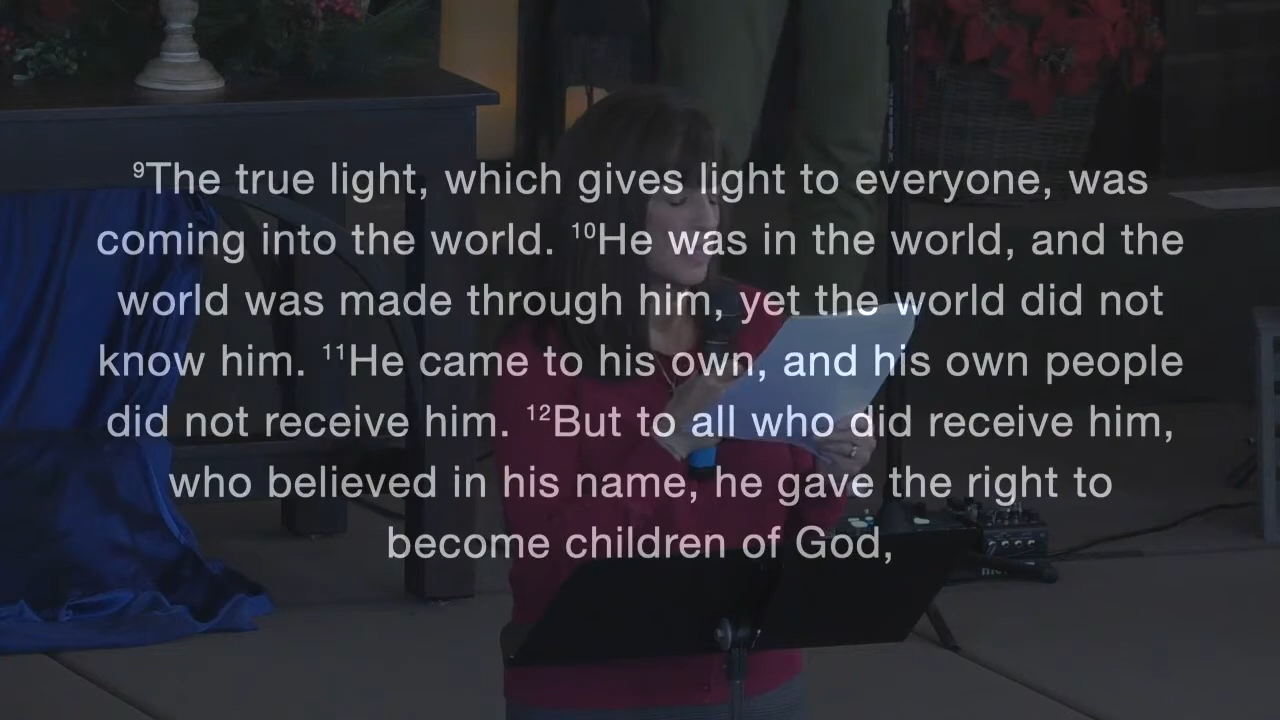 ⁹The true light, which gives light to everyone, was
coming into the world. ¹⁰He was in the world, and the
world was made through him, yet the world did not
know him. ¹¹He came to his own, and his own people
did not receive him. ¹²But to all who did receive him,
who believed in his name, he gave the right to
become children of God,